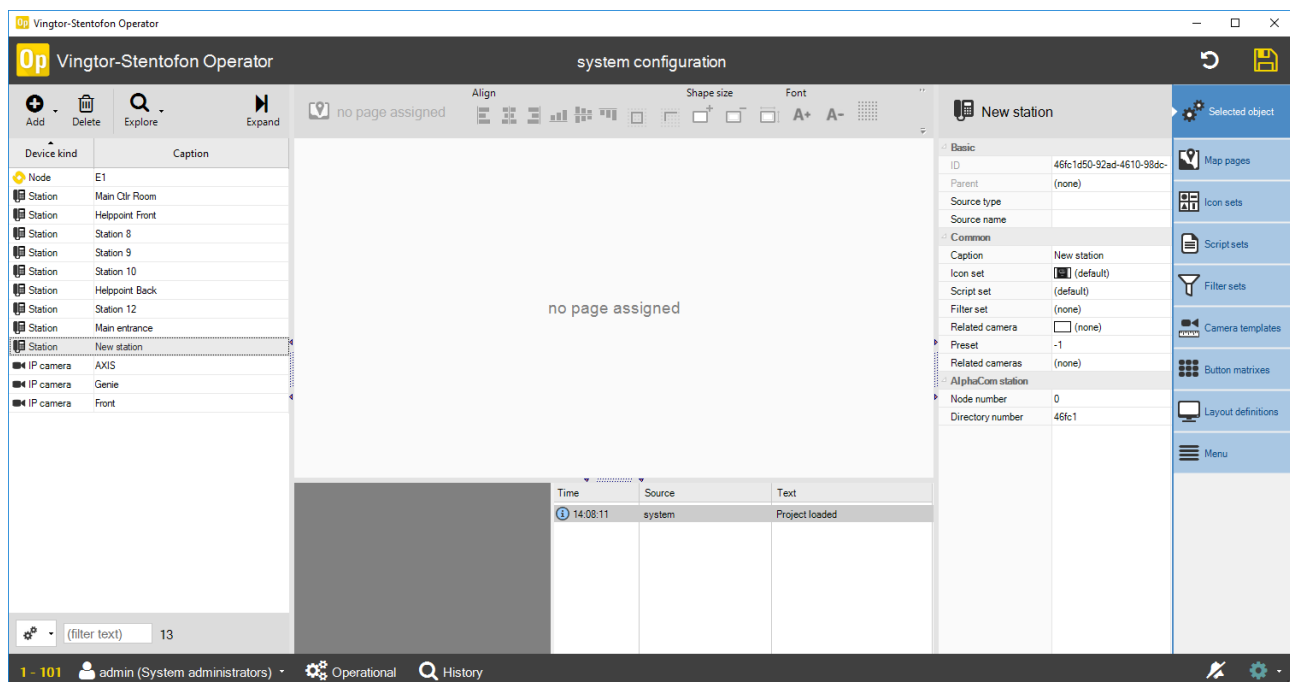 Op Vingtor-Stentofon Operator
Op Vingtor-Stentofon Operator
system configuration
Add
Delete
Explore
Expand
no page assigned
Align
Shape size
Font
A+ A-
New station
Selected object
Device kind Caption
Node E1
Station Main Ctlr Room
Station Helppoint Front
Station Station 8
Station Station 9
Station Station 10
Station Helppoint Back
Station Station 12
Station Main entrance
Station New station
IP camera AXIS
IP camera Genie
IP camera Front
no page assigned
Basic
ID 46fc1d50-92ad-4610-98dc-
Parent (none)
Source type
Source name
Common
Caption New station
Icon set (default)
Script set (default)
Filter set (none)
Related camera (none)
Preset -1
Related cameras (none)
AlphaCom station
Node number 0
Directory number 46fc1
Map pages
Icon sets
Script sets
Filter sets
Camera templates
Button matrixes
Layout definitions
Menu
Time Source Text
14:08:11 system Project loaded
(filter text) 13
1 - 101 admin (System administrators) Operational History